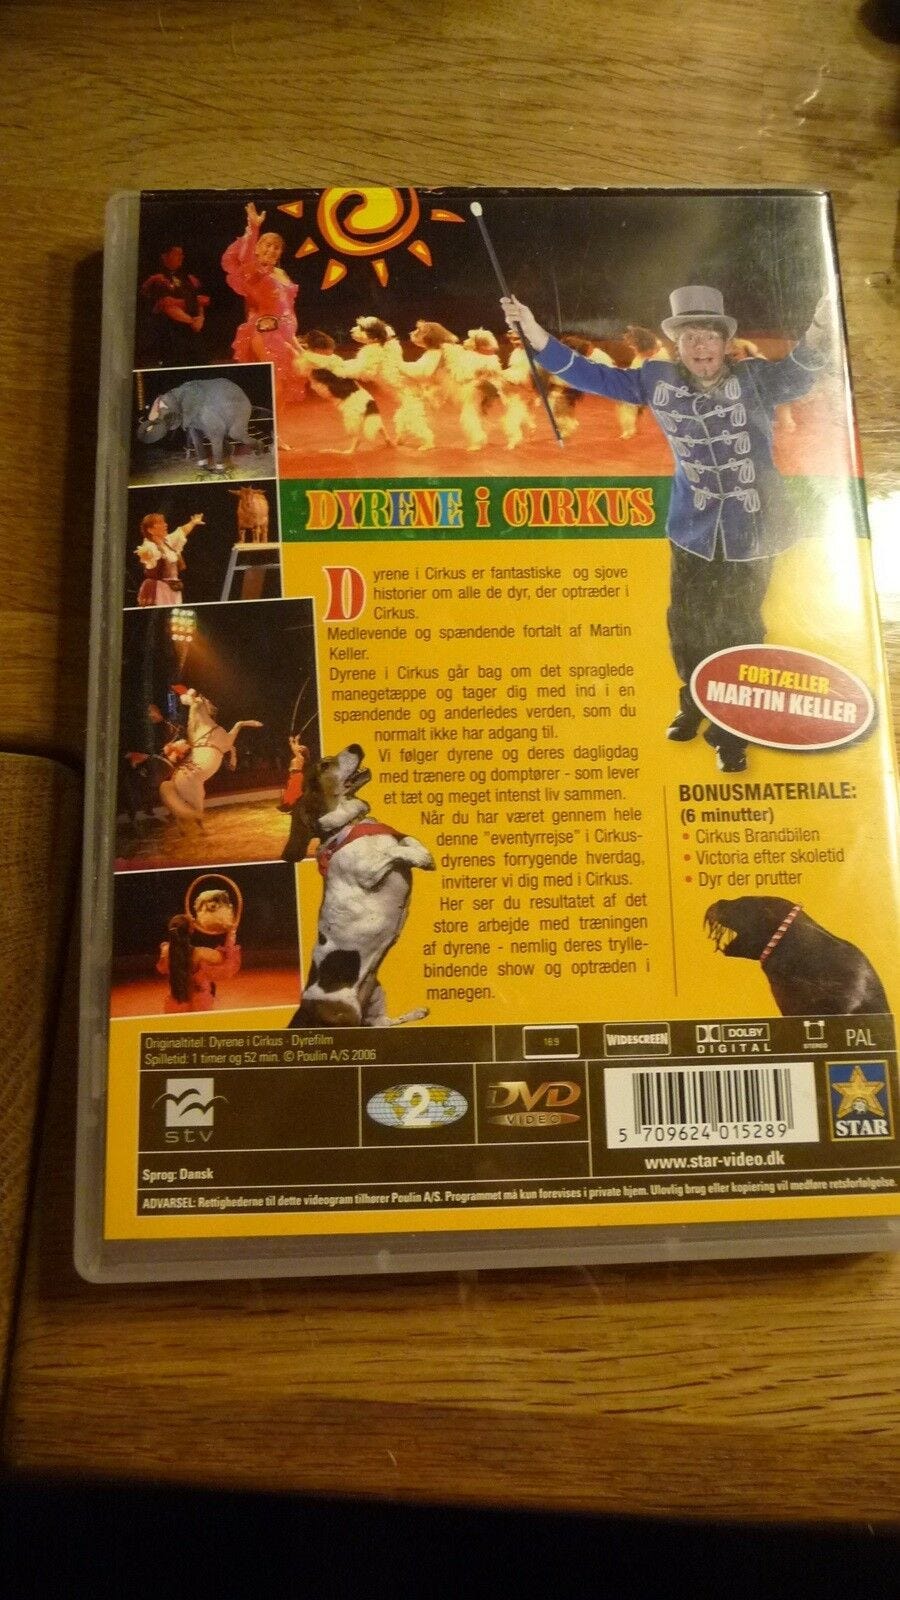 DYRENE i CIRKUS
Dyrene i Cirkus er fantastiske og sjove
historier om alle de dyr, der optræder i
Cirkus.
Medlevende og spændende fortalt af Martin
Keller.
Dyrene i Cirkus går bag om det spraglede
manegetæppe og tager dig med ind i en
spændende og anderledes verden, som du
normalt ikke har adgang til.
Vi følger dyrene og deres dagligdag
med trænere og domptører - som lever
et tæt og meget intenst liv sammen.
Når du har været gennem hele
denne "eventyrrejse" i Cirkus-
dyrenes forrygende hverdag,
inviterer vi dig med i Cirkus.
Her ser du resultatet af det
store arbejde med træningen
af dyrene - nemlig deres trylle-
bindende show og optræden i
manegen.
FORTÆLLER
MARTIN KELLER
BONUSMATERIALE:
(6 minutter)
• Cirkus Brandbilen
• Victoria efter skoletid
• Dyr der prutter
Originaltitel: Dyrene i Cirkus - Dyrefilm
Spilletid: 1 timer og 52 min. © Poulin A/S 2006
16:9
WIDESCREEN
DOLBY
DIGITAL
STEREO
PAL
stv
2
DVD
VIDEO
5 709624 015289
STAR
www.star-video.dk
Sprog: Dansk
ADVARSEL: Rettighederne til dette videogram tilhører Poulin A/S. Programmet må kun forevises i private hjem. Ulovlig brug eller kopiering vil medføre retsforfølgelse.